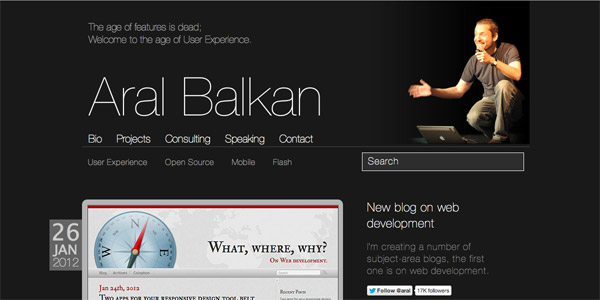 The age of features is dead;
Welcome to the age of User Experience.
Aral Balkan
Bio Projects Consulting Speaking Contact
User Experience Open Source Mobile Flash
Search
26
JAN
2012
N
W
E
S
WHAT, WHERE, WHY?
ON WEB DEVELOPMENT.
Blog Archives Colophon
Search
Jan 24th, 2012
TWO APPS FOR YOUR RESPONSIVE DESIGN TOOL BELT
RECENT POSTS
New blog on web
development
I'm creating a number of
subject-area blogs, the first
one is on web development.
Follow @aral 17K followers